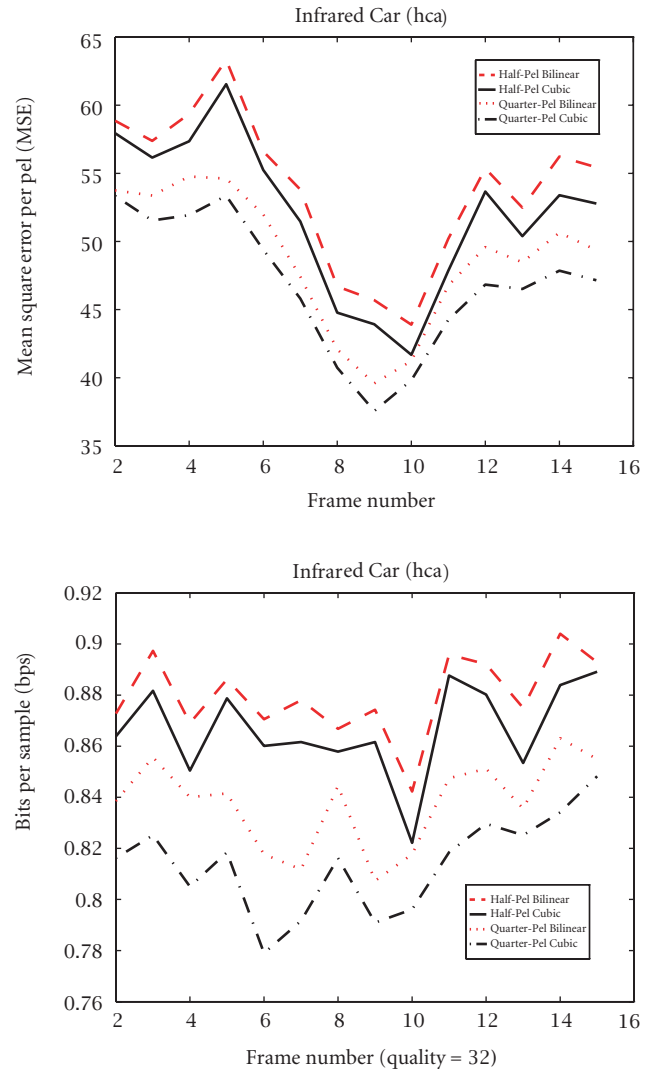 Infrared Car (hca)
65
60
55
50
45
40
35
Mean square error per pel (MSE)
Half-Pel Bilinear
Half-Pel Cubic
Quarter-Pel Bilinear
Quarter-Pel Cubic
2 4 6 8 10 12 14 16
Frame number
Infrared Car (hca)
0.92
0.9
0.88
0.86
0.84
0.82
0.8
0.78
0.76
Bits per sample (bps)
Half-Pel Bilinear
Half-Pel Cubic
Quarter-Pel Bilinear
Quarter-Pel Cubic
2 4 6 8 10 12 14 16
Frame number (quality = 32)